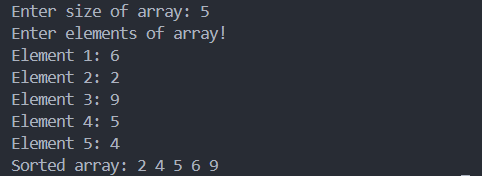 Enter size of array: 5
Enter elements of array!
Element 1: 6
Element 2: 2
Element 3: 9
Element 4: 5
Element 5: 4
Sorted array: 2 4 5 6 9